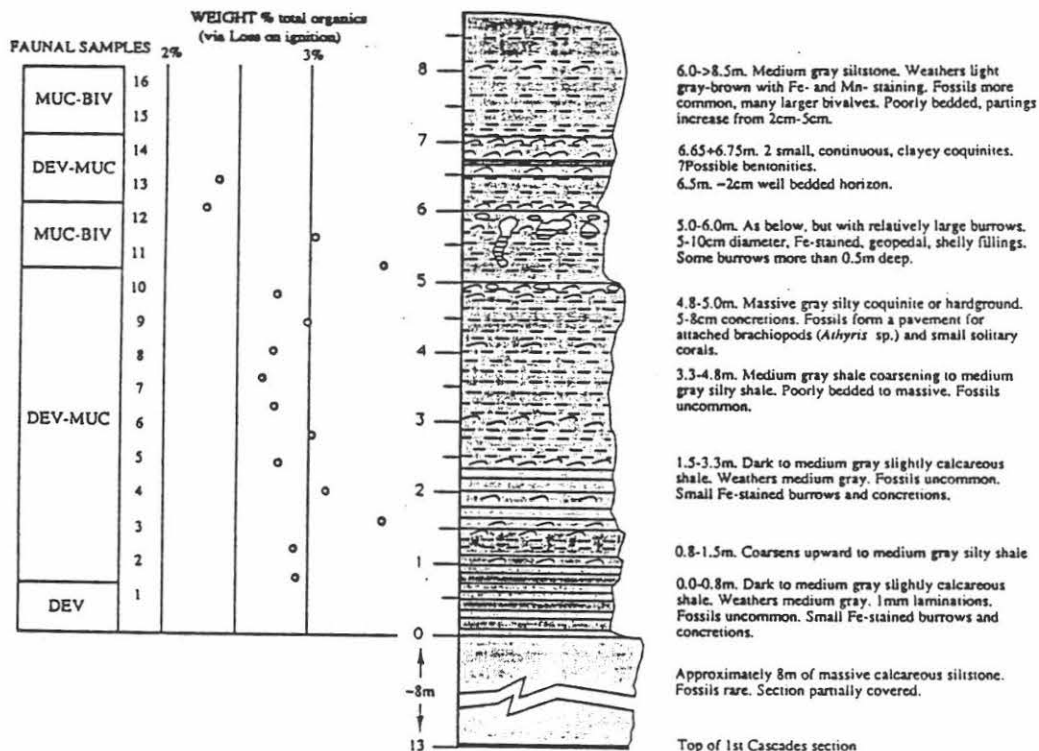 WEIGHT % total organics
(via Loss on ignition)
FAUNAL SAMPLES
2%
3%
16
MUC-BIV
15
14
DEV-MUC
13
12
MUC-BIV
11
10
9
8
7
DEV-MUC
6
5
4
3
2
1
DEV
8
7
6
5
4
3
2
1
0
~8m
13
6.0->8.5m. Medium gray siltstone. Weathers light
gray-brown with Fe- and Mn- staining. Fossils more
common, many larger bivalves. Poorly bedded, partings
increase from 2cm-5cm.
6.65+6.75m. 2 small, continuous, clayey coquinites.
?Possible bentonities.
6.5m. ~2cm well bedded horizon.
5.0-6.0m. As below, but with relatively large burrows.
5-10cm diameter, Fe-stained, geopedal, shelly fillings.
Some burrows more than 0.5m deep.
4.8-5.0m. Massive gray silty coquinite or hardground.
5-8cm concretions. Fossils form a pavement for
attached brachiopods (Athyris sp.) and small solitary
corals.
3.3-4.8m. Medium gray shale coarsening to medium
gray silty shale. Poorly bedded to massive. Fossils
uncommon.
1.5-3.3m. Dark to medium gray slightly calcareous
shale. Weathers medium gray. Fossils uncommon.
Small Fe-stained burrows and concretions.
0.8-1.5m. Coarsens upward to medium gray silty shale
0.0-0.8m. Dark to medium gray slightly calcareous
shale. Weathers medium gray. 1mm laminations.
Fossils uncommon. Small Fe-stained burrows and
concretions.
Approximately 8m of massive calcareous siltstone.
Fossils rare. Section partially covered.
Top of 1st Cascades section